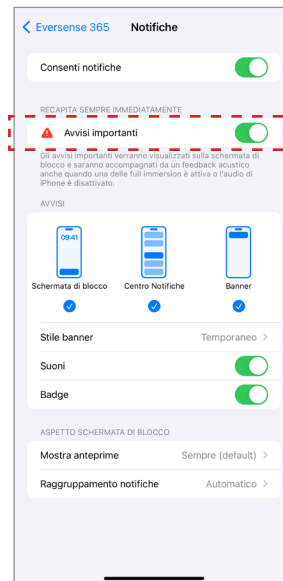 Eversense 365 Notifiche
Consenti notifiche
RECAPITA SEMPRE IMMEDIATAMENTE
Avvisi importanti
Gli avvisi importanti verranno visualizzati sulla schermata di
blocco e saranno accompagnati da un feedback acustico
anche quando una delle full immersion è attiva o l'audio di
iPhone è disattivato.
AVVISI
09:41
Schermata di blocco Centro Notifiche Banner
Stile banner Temporaneo
Suoni
Badge
ASPETTO SCHERMATA DI BLOCCO
Mostra anteprime Sempre (default)
Raggruppamento notifiche Automatico